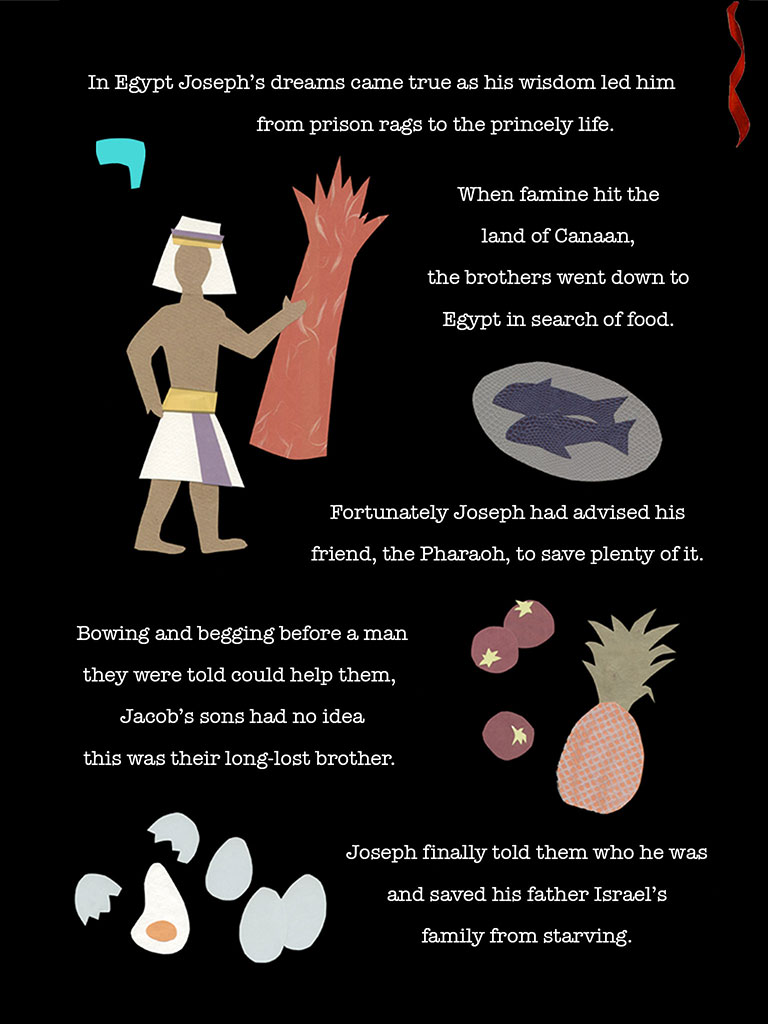 In Egypt Joseph's dreams came true as his wisdom led him
from prison rags to the princely life.
When famine hit the
land of Canaan,
the brothers went down to
Egypt in search of food.
Fortunately Joseph had advised his
friend, the Pharaoh, to save plenty of it.
Bowing and begging before a man
they were told could help them,
Jacob's sons had no idea
this was their long-lost brother.
Joseph finally told them who he was
and saved his father Israel's
family from starving.